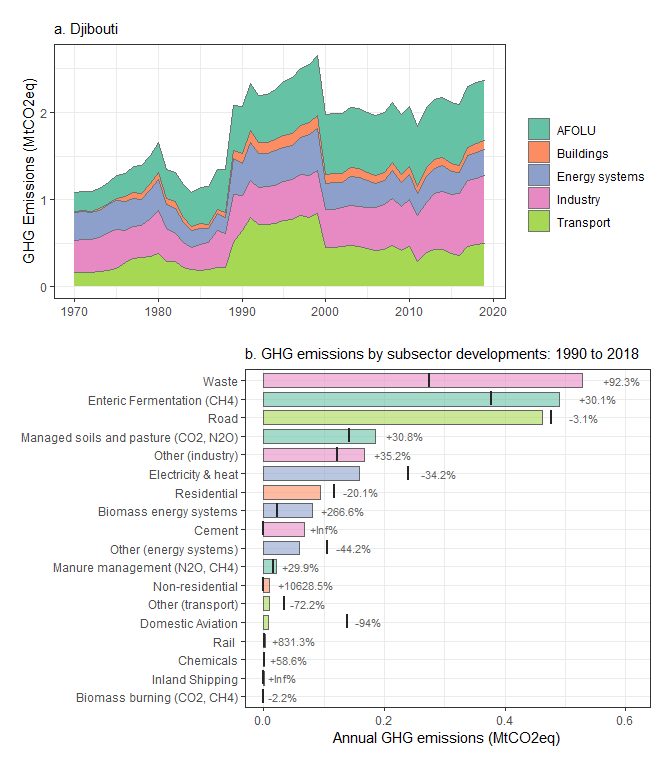 a. Djibouti
GHG Emissions (MtCO2eq)
2
1
0
1970
1980
1990
2000
2010
2020
AFOLU
Buildings
Energy systems
Industry
Transport
b. GHG emissions by subsector developments: 1990 to 2018
Waste
+92.3%
Enteric Fermentation (CH4)
+30.1%
Road
-3.1%
Managed soils and pasture (CO2, N2O)
+30.8%
Other (industry)
+35.2%
Electricity & heat
-34.2%
Residential
-20.1%
Biomass energy systems
+266.6%
Cement
+Inf%
Other (energy systems)
-44.2%
Manure management (N2O, CH4)
+29.9%
Non-residential
+10628.5%
Other (transport)
-72.2%
Domestic Aviation
-94%
Rail
+831.3%
Chemicals
+58.6%
Inland Shipping
+Inf%
Biomass burning (CO2, CH4)
-2.2%
0.0
0.2
0.4
0.6
Annual GHG emissions (MtCO2eq)